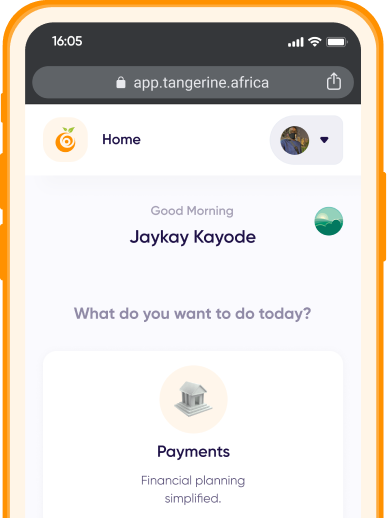 16:05
app.tangerine.africa
Home
Good Morning
Jaykay Kayode
What do you want to do today?
Payments
Financial planning
simplified.